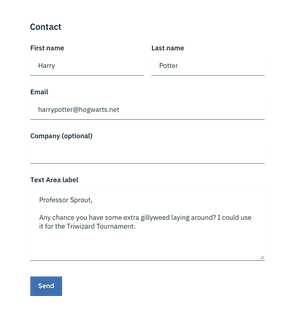 Contact
First name Last name
Harry Potter
Email
harrypotter@hogwarts.net
Company (optional)
Text Area label
Professor Sprout,
Any chance you have some extra gillyweed laying around? I could use
it for the Triwizard Tournament.
Send